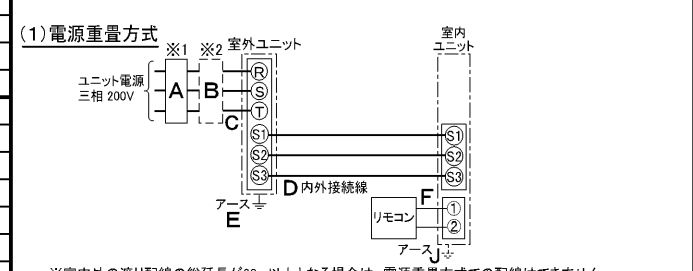 (1)電源重畳方式
※1 ※2 室外ユニット
室内
ユニット
ユニット電源
三相 200V
A B
R
S
T
C
S1
S2
S3
S1
S2
S3
D 内外接続線
アース
E
リモコン
F
①
②
アース J